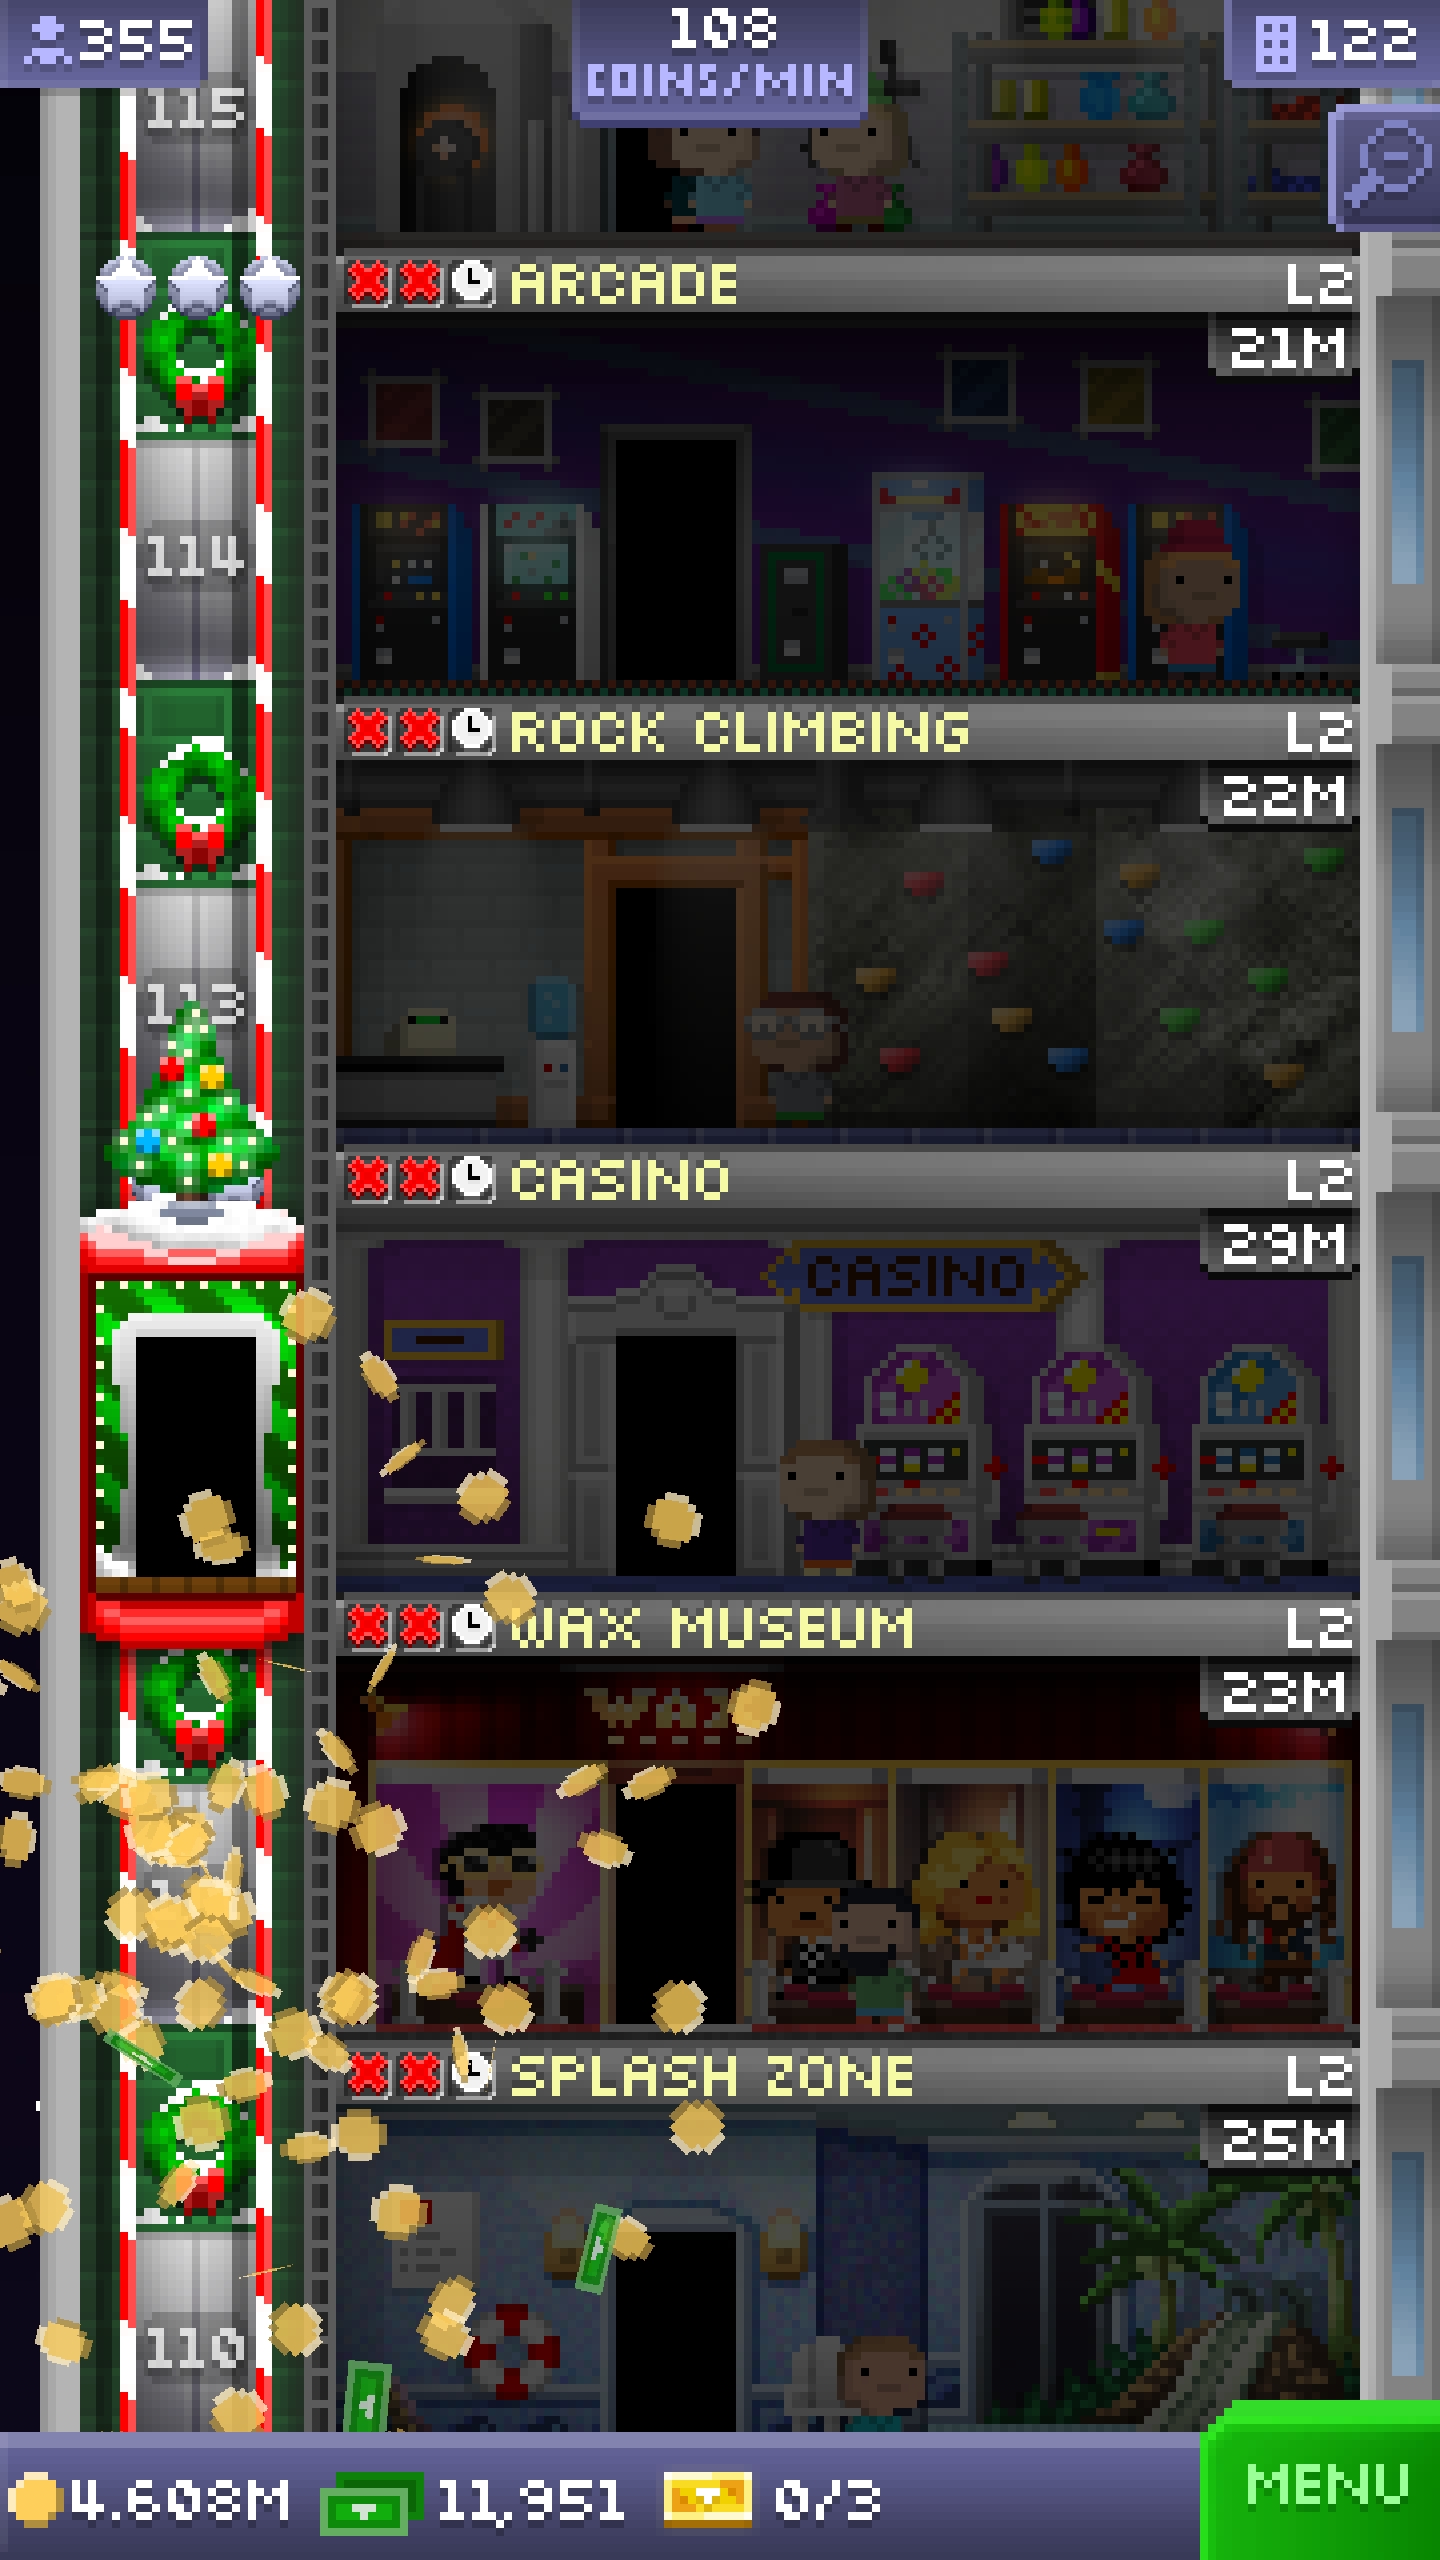 355
108
COINS/MIN
122
115
ARCADE L2
21M
114
ROCK CLIMBING L2
22M
113
CASINO L2
29M
CASINO
WAX MUSEUM L2
23M
WAX
SPLASH ZONE L2
25M
110
4.608M 11,951 0/3
MENU